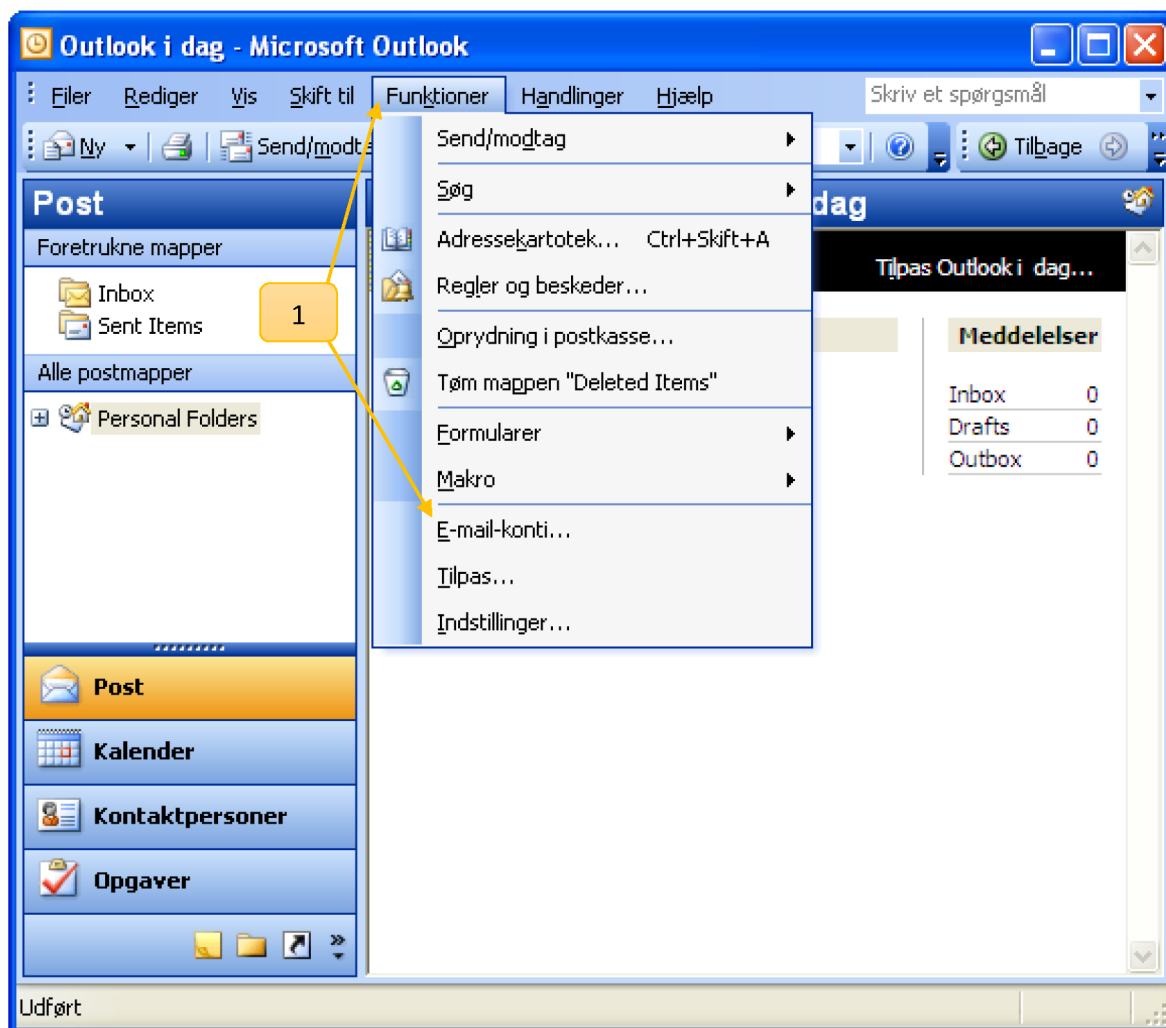 Outlook i dag - Microsoft Outlook
Filer Rediger Vis Skift til Funktioner Handlinger Hjælp Skriv et spørgsmål
Ny Send/modta Tilbage
Post dag
Foretrukne mapper
Inbox
Sent Items
Alle postmapper
Personal Folders
1
Send/modtag
Søg
Adressekartotek... Ctrl+Skift+A
Regler og beskeder...
Oprydning i postkasse...
Tøm mappen "Deleted Items"
Formularer
Makro
E-mail-konti...
Tilpas...
Indstillinger...
Tilpas Outlook i dag...
Meddelelser
Inbox 0
Drafts 0
Outbox 0
Post
Kalender
Kontaktpersoner
Opgaver
Udført